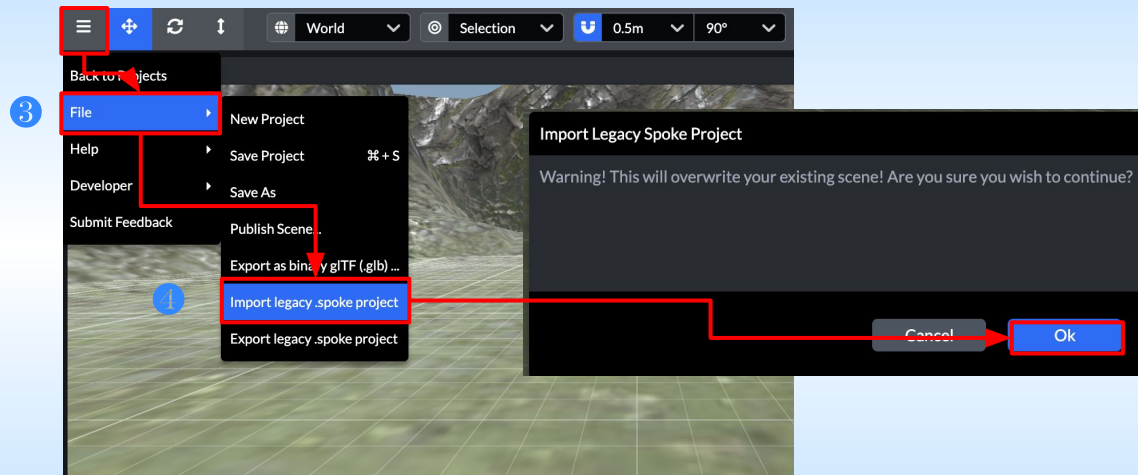 World
Selection
0.5m
90°
Back to Projects
3
File
Help
Developer
Submit Feedback
New Project
Save Project ⌘ + S
Save As
Publish Scene...
Export as binary glTF (.glb) ...
4
Import legacy .spoke project
Export legacy .spoke project
Import Legacy Spoke Project
Warning! This will overwrite your existing scene! Are you sure you wish to continue?
Cancel
Ok